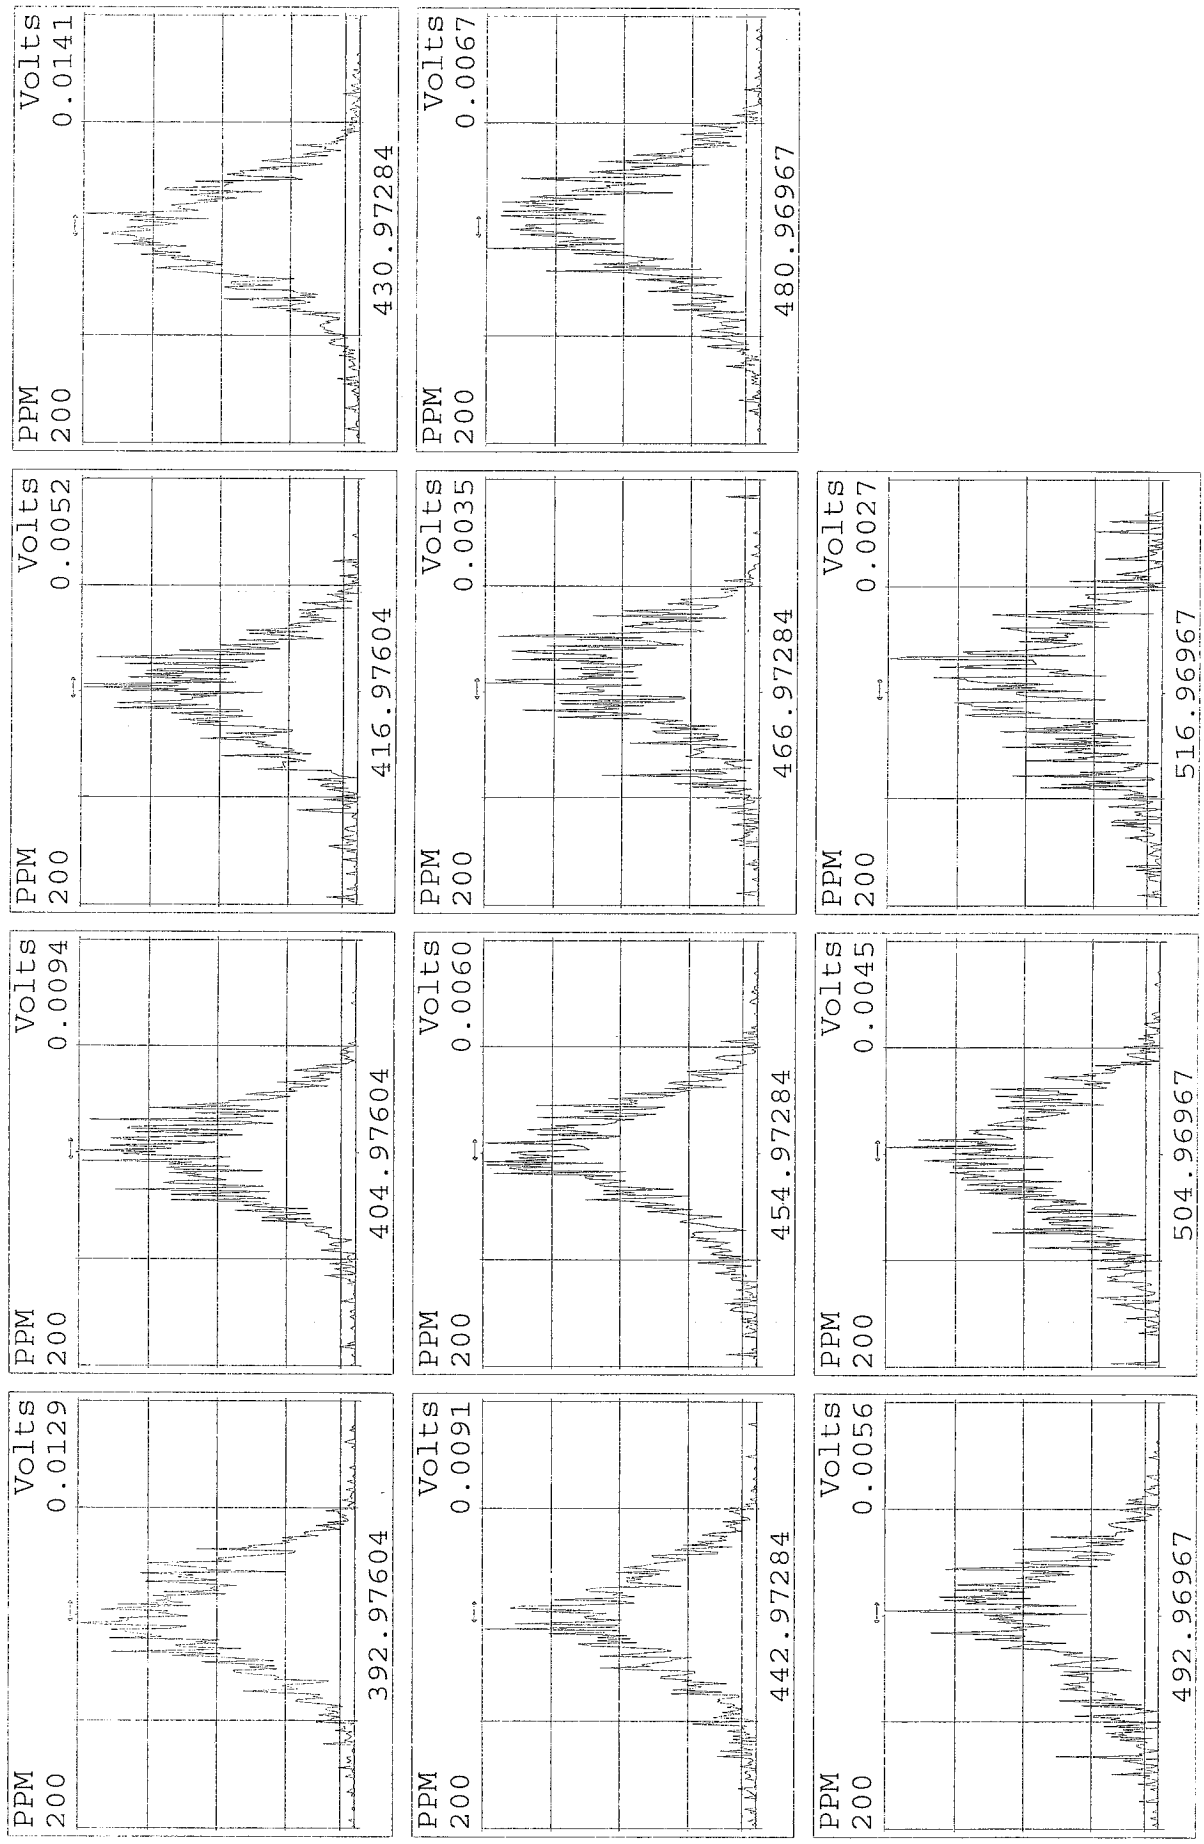 PPM Volts
200 0.0129
392.97604
PPM Volts
200 0.0094
404.97604
PPM Volts
200 0.0052
416.97604
PPM Volts
200 0.0141
430.97284
PPM Volts
200 0.0091
442.97284
PPM Volts
200 0.0060
454.97284
PPM Volts
200 0.0035
466.97284
PPM Volts
200 0.0067
480.96967
PPM Volts
200 0.0056
492.96967
PPM Volts
200 0.0045
504.96967
PPM Volts
200 0.0027
516.96967